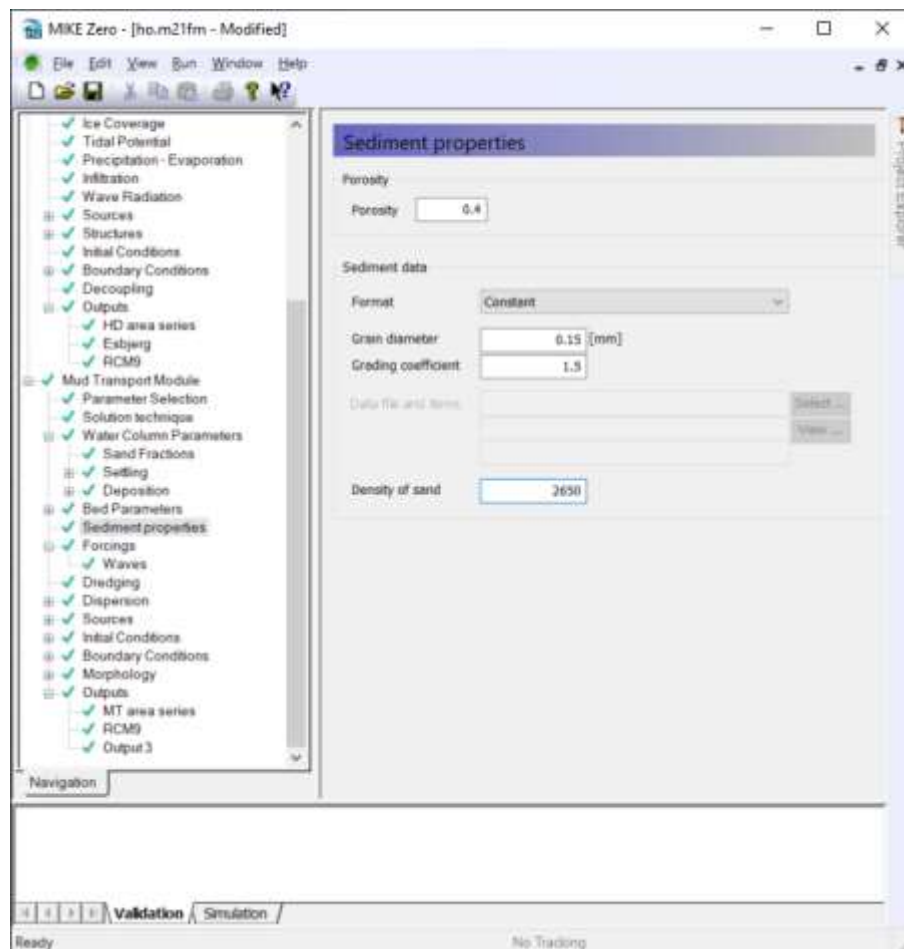 MIKE Zero - [ho.m21fm - Modified]
File Edit View Run Window Help
Ice Coverage
Tidal Potential
Precipitation - Evaporation
Infiltration
Wave Radiation
Sources
Structures
Initial Conditions
Boundary Conditions
Decoupling
Outputs
HD area series
Esbjerg
RCM9
Mud Transport Module
Parameter Selection
Solution technique
Water Column Parameters
Sand Fractions
Settling
Deposition
Bed Parameters
Sediment properties
Forcings
Waves
Dredging
Dispersion
Sources
Initial Conditions
Boundary Conditions
Morphology
Outputs
MT area series
RCM9
Output 3
Navigation
Sediment properties
Porosity
Porosity 0.4
Sediment data
Format Constant
Grain diameter 0.15 [mm]
Grading coefficient 1.5
Data file and items Select ...
View ...
Density of sand 2650
Project Explorer
Validation Simulation
Ready No Tracking